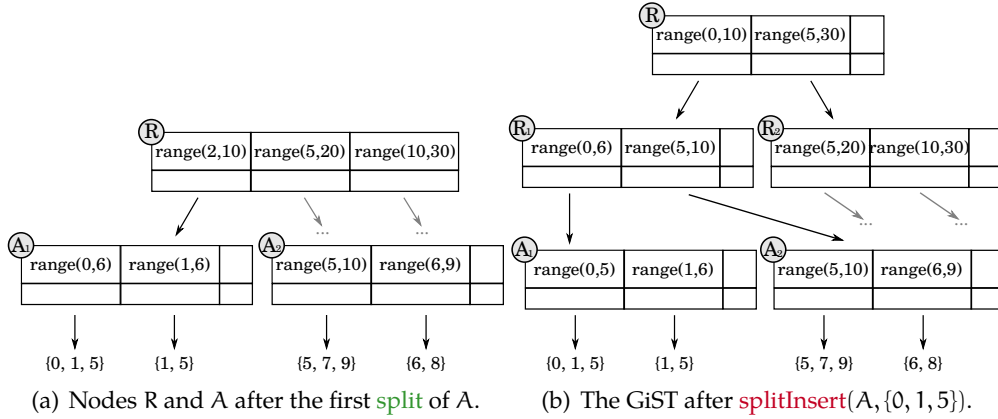 R
range(2,10) range(5,20) range(10,30)
... ...
A₁
range(0,6) range(1,6)
A₂
range(5,10) range(6,9)
{0, 1, 5} {1, 5} {5, 7, 9} {6, 8}
(a) Nodes R and A after the first split of A.
R
range(0,10) range(5,30)
R₁
range(0,6) range(5,10)
R₂
range(5,20) range(10,30)
... ...
A₁
range(0,5) range(1,6)
A₂
range(5,10) range(6,9)
{0, 1, 5} {1, 5} {5, 7, 9} {6, 8}
(b) The GiST after splitInsert(A, {0, 1, 5}).